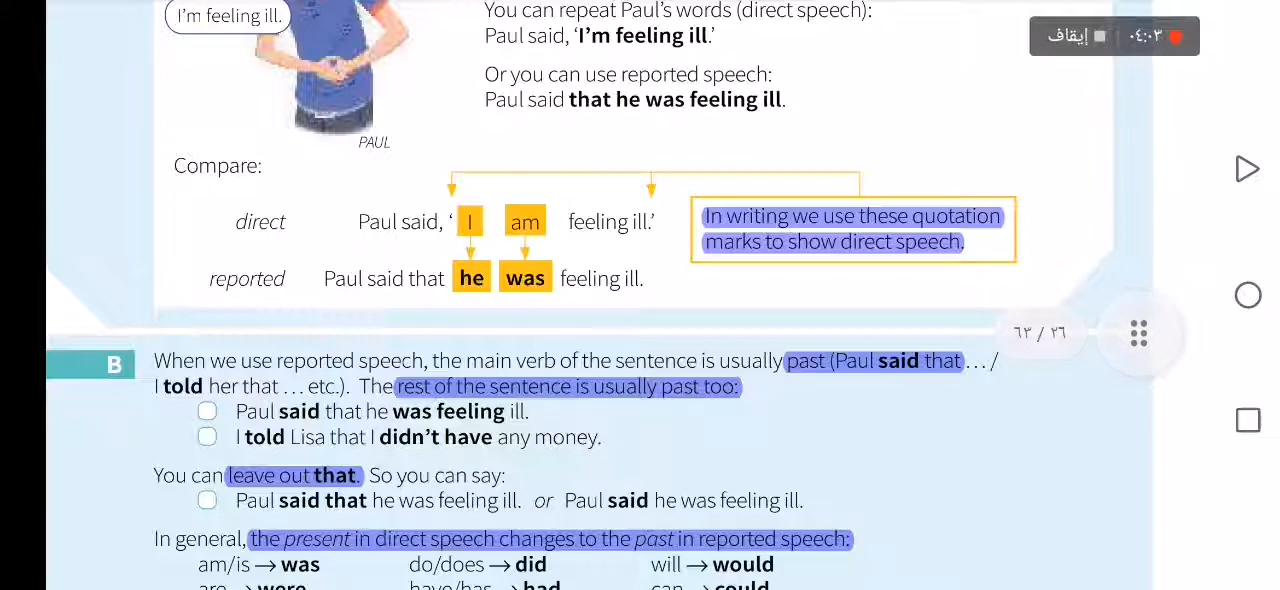 I'm feeling ill.
You can repeat Paul's words (direct speech):
Paul said, 'I'm feeling ill.'
إيقاف ٠٤:٠٣
Or you can use reported speech:
Paul said that he was feeling ill.
PAUL
Compare:
direct Paul said, 'I am feeling ill.'
In writing we use these quotation
marks to show direct speech.
reported Paul said that he was feeling ill.
٦٣ / ٢٦
B When we use reported speech, the main verb of the sentence is usually past (Paul said that … /
I told her that … etc.). The rest of the sentence is usually past too:
Paul said that he was feeling ill.
I told Lisa that I didn't have any money.
You can leave out that. So you can say:
Paul said that he was feeling ill. or Paul said he was feeling ill.
In general, the present in direct speech changes to the past in reported speech:
am/is → was do/does → did will → would
are → were have/has → had can → could